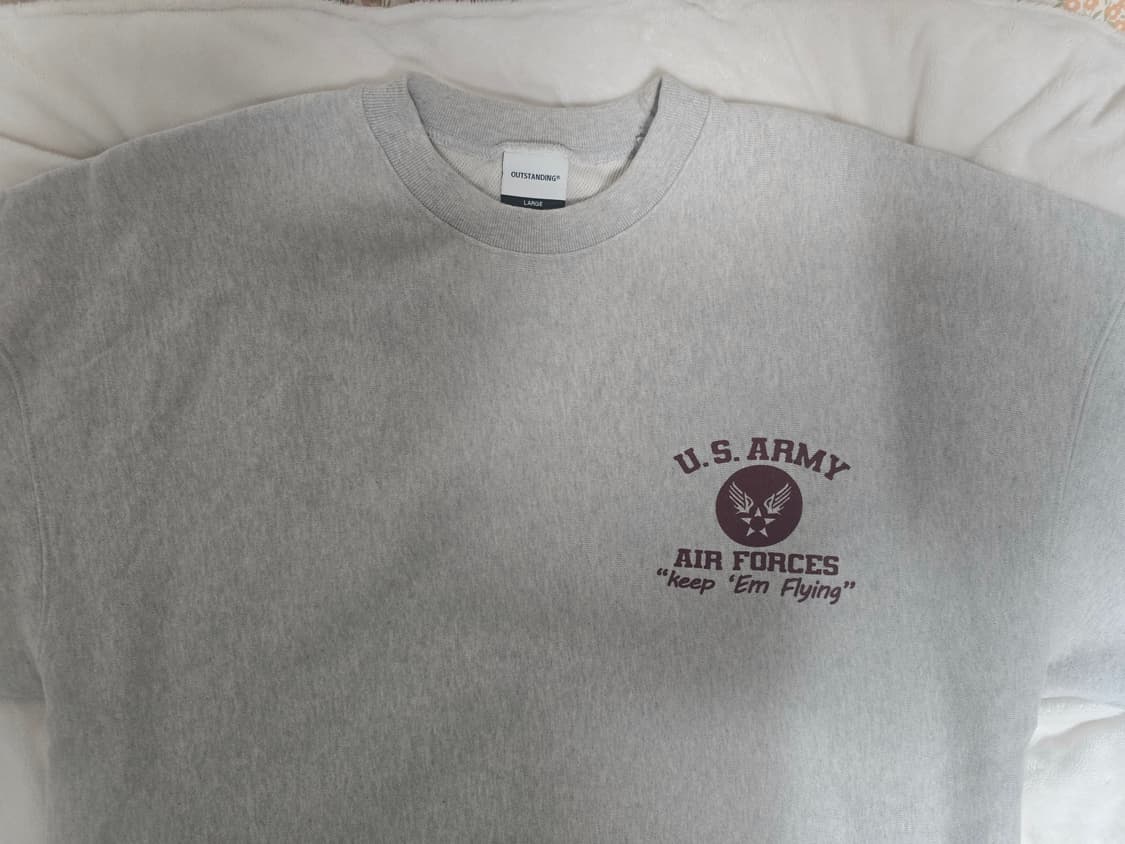 OUTSTANDING®
LARGE
U.S. ARMY
AIR FORCES
“keep ‘Em Flying”